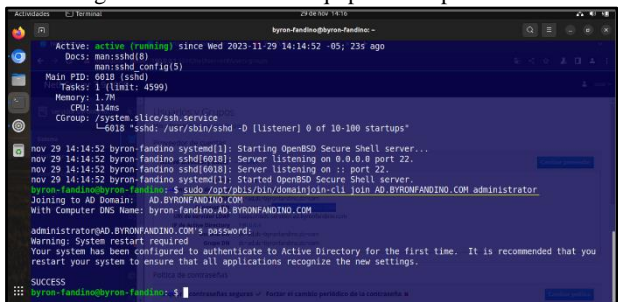 Actividades Terminal 29 de nov 14:16
byron-fandino@byron-fandino: ~
Active: active (running) since Wed 2023-11-29 14:14:52 -05; 23s ago
Docs: man:sshd(8)
man:sshd_config(5)
Main PID: 6018 (sshd)
Tasks: 1 (limit: 4599)
Memory: 1.7M
CPU: 114ms
CGroup: /system.slice/ssh.service
└─6018 "sshd: /usr/sbin/sshd -D [listener] 0 of 10-100 startups"
nov 29 14:14:52 byron-fandino systemd[1]: Starting OpenBSD Secure Shell server...
nov 29 14:14:52 byron-fandino sshd[6018]: Server listening on 0.0.0.0 port 22.
nov 29 14:14:52 byron-fandino sshd[6018]: Server listening on :: port 22.
nov 29 14:14:52 byron-fandino systemd[1]: Started OpenBSD Secure Shell server.
byron-fandino@byron-fandino:~$ sudo /opt/pbis/bin/domainjoin-cli join AD.BYRONFANDINO.COM administrator
Joining to AD Domain: AD.BYRONFANDINO.COM
With Computer DNS Name: byron-fandino.AD.BYRONFANDINO.COM
administrator@AD.BYRONFANDINO.COM's password:
Warning: System restart required
Your system has been configured to authenticate to Active Directory for the first time. It is recommended that you
restart your system to ensure that all applications recognize the new settings.
SUCCESS
byron-fandino@byron-fandino:~$